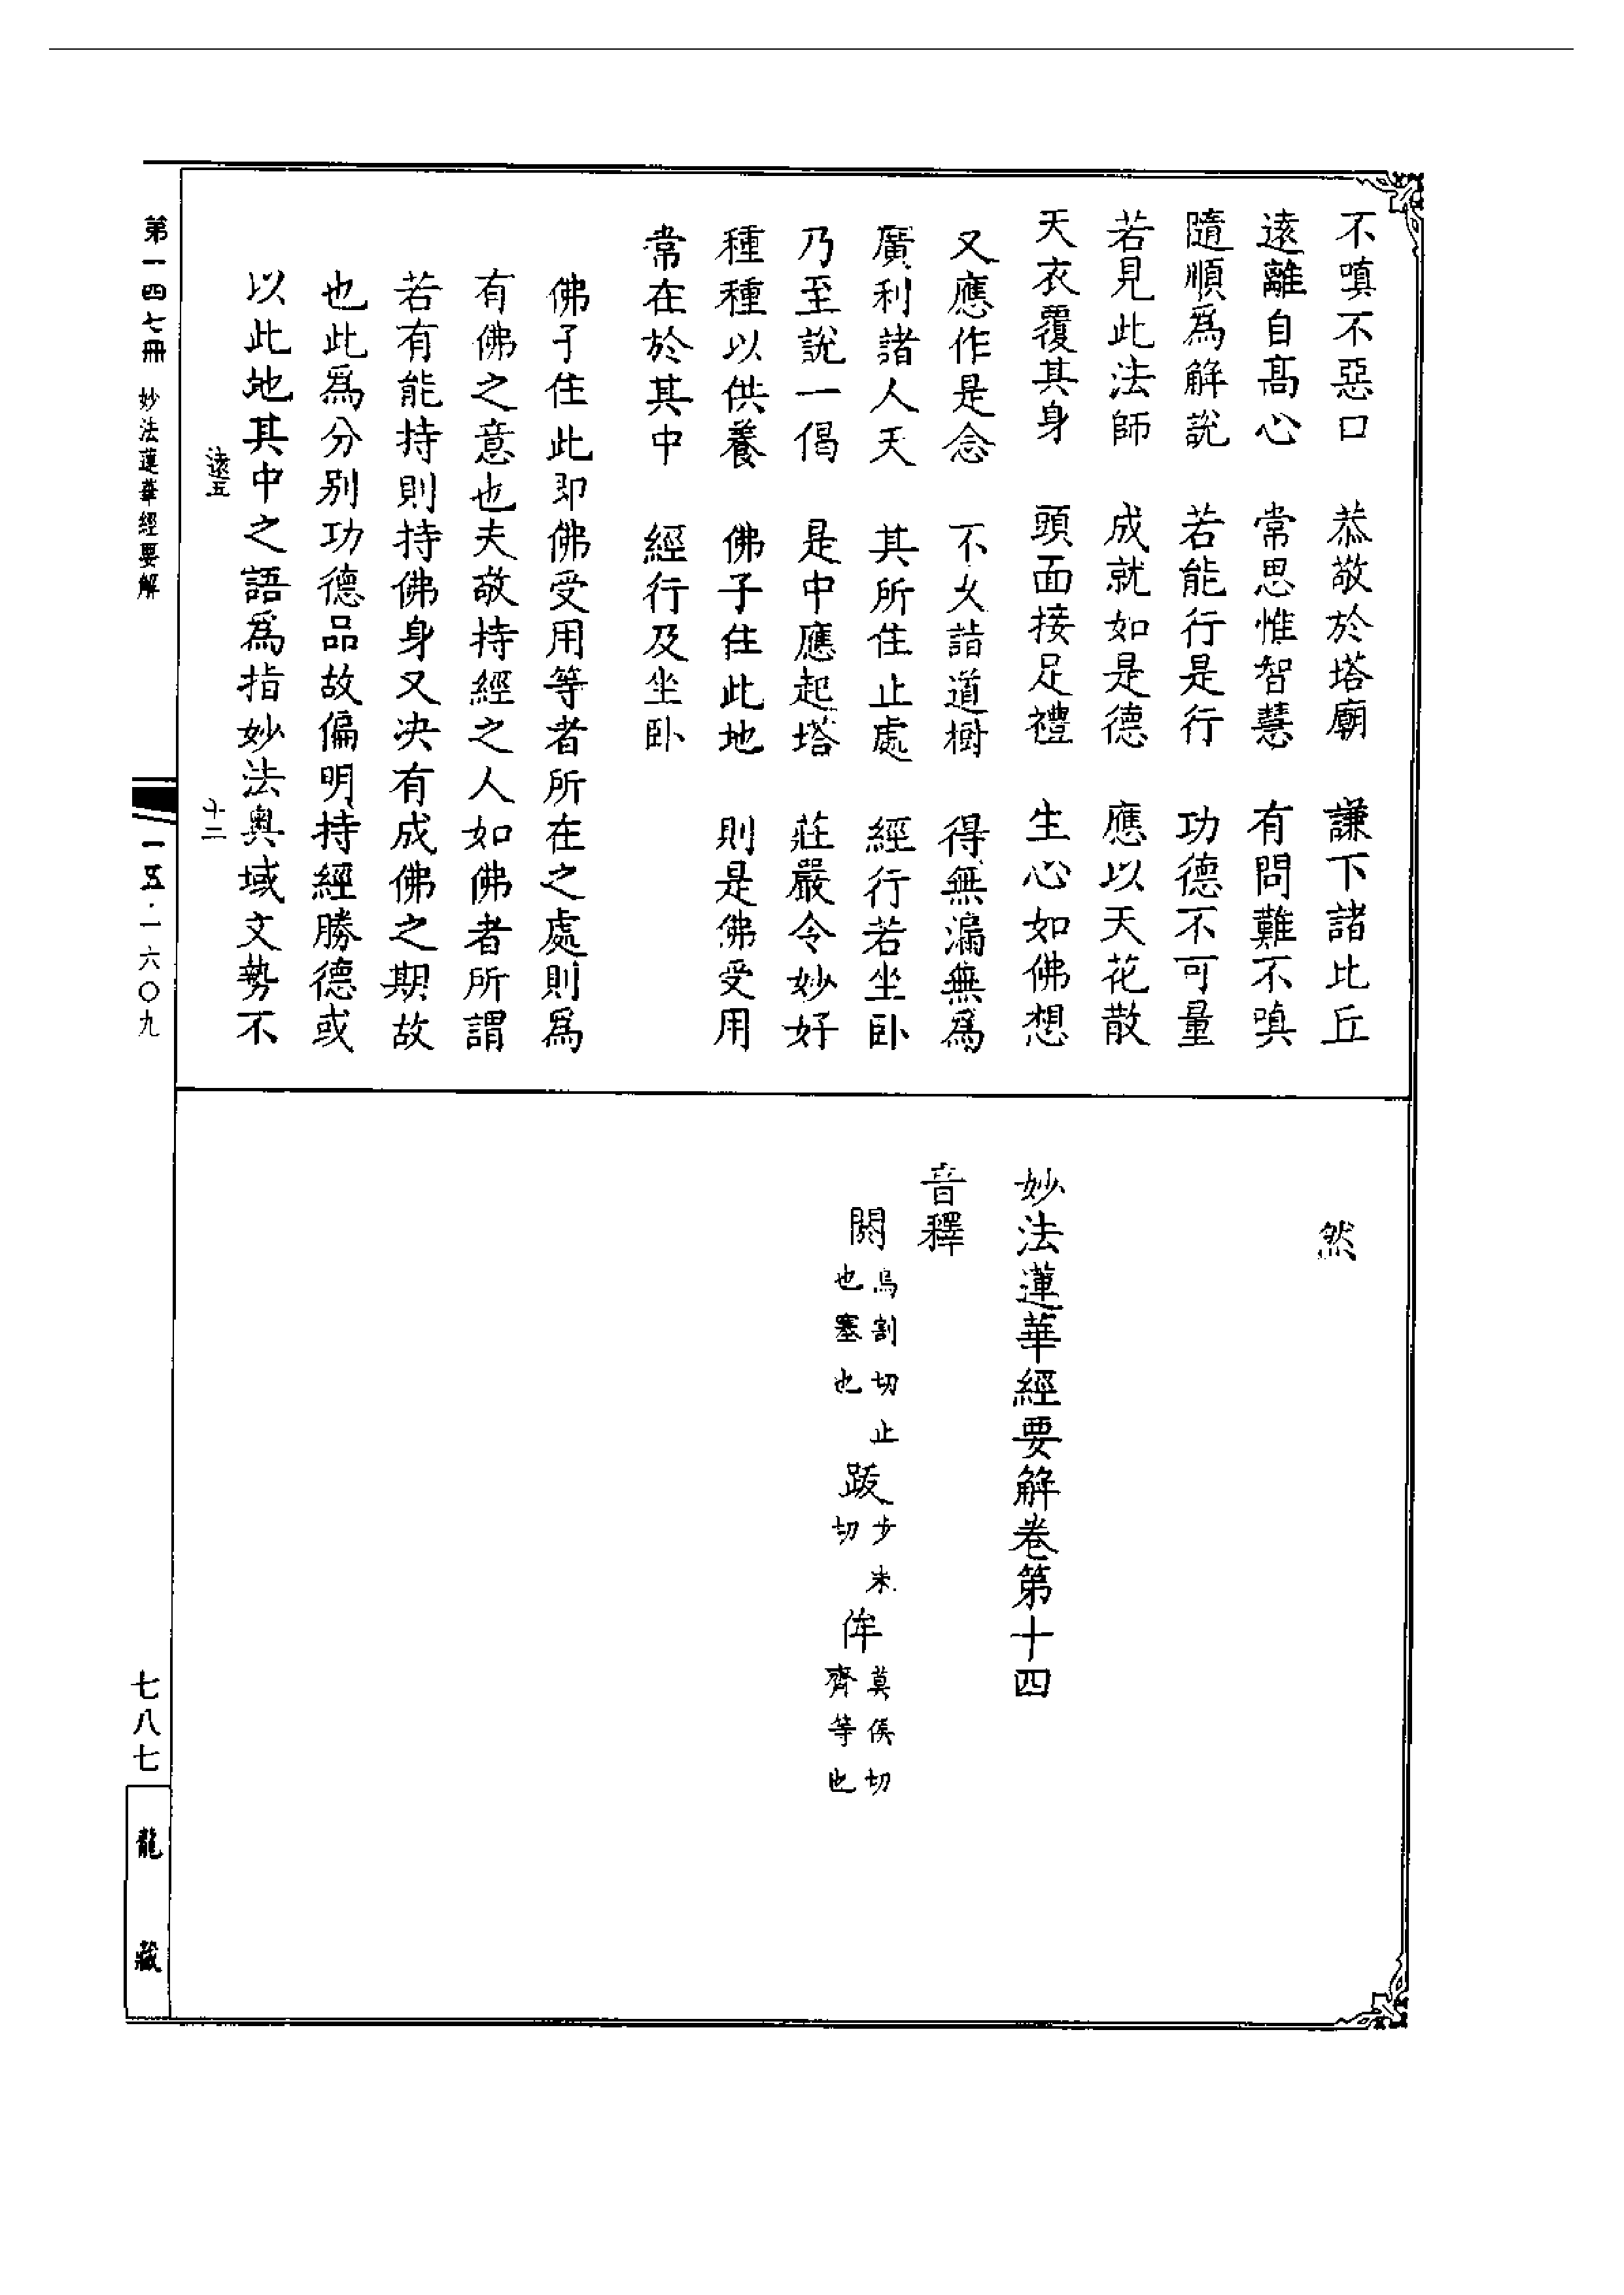 不嗔不惡口　恭敬於塔廟　謙下諸比丘
遠離自高心　常思惟智慧　有問難不嗔
隨順為解說　若能行是行　功德不可量
若見此法師　成就如是德　應以天花散
天衣覆其身　頭面接足禮　生心如佛想
又應作是念　不久詣道樹　得無漏無為
廣利諸人天　其所住止處　經行若坐臥
乃至說一偈　是中應起塔　莊嚴令妙好
種種以供養　佛子住此地　則是佛受用
常在於其中　經行及坐臥
佛子住此即佛受用等者所在之處則為
有佛之意也夫敬持經之人如佛者所謂
若有能持則持佛身又决有成佛之期故
也此為分別功德品故偏明持經勝德或
以此地其中之語為指妙法奧域文勢不
遠五　十二
然
妙法蓮華經要解卷第十四
音釋
閼烏割切止也塞也　跋步末切　侔莫侯切齊等也
第一四七冊　妙法蓮華經要解　一五·一六〇九　七八七　龍藏